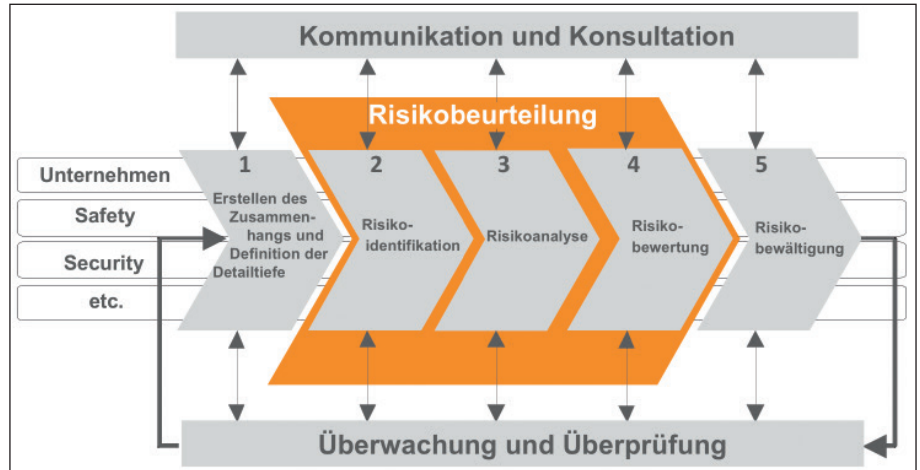 Kommunikation und Konsultation
Risikobeurteilung
Unternehmen
Safety
Security
etc.
1
Erstellen des
Zusammen-
hangs und
Definition der
Detailtiefe
2
Risiko-
identifikation
3
Risikoanalyse
4
Risiko-
bewertung
5
Risiko-
bewältigung
Überwachung und Überprüfung